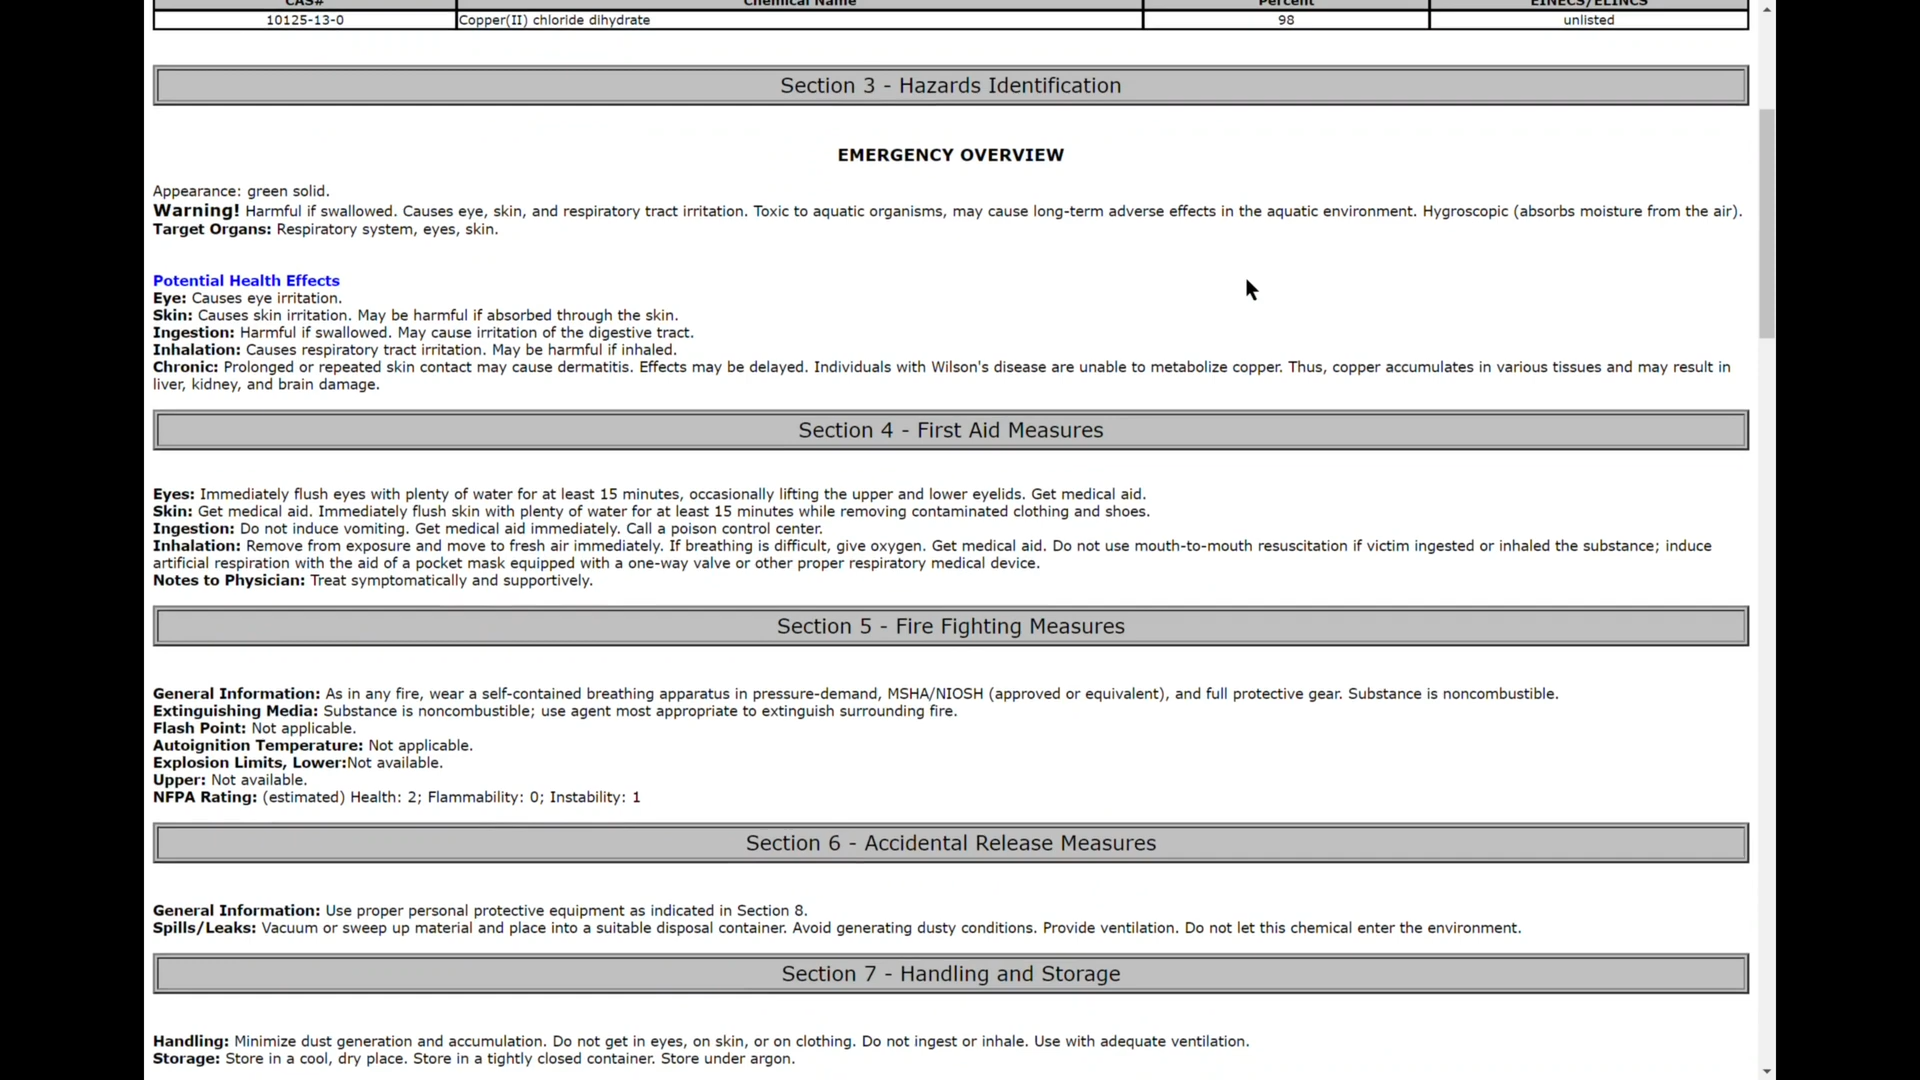 CAS# Chemical Name Percent EINECS/ELINCS
10125-13-0 Copper(II) chloride dihydrate 98 unlisted
Section 3 - Hazards Identification
EMERGENCY OVERVIEW
Appearance: green solid.
Warning! Harmful if swallowed. Causes eye, skin, and respiratory tract irritation. Toxic to aquatic organisms, may cause long-term adverse effects in the aquatic environment. Hygroscopic (absorbs moisture from the air).
Target Organs: Respiratory system, eyes, skin.
Potential Health Effects
Eye: Causes eye irritation.
Skin: Causes skin irritation. May be harmful if absorbed through the skin.
Ingestion: Harmful if swallowed. May cause irritation of the digestive tract.
Inhalation: Causes respiratory tract irritation. May be harmful if inhaled.
Chronic: Prolonged or repeated skin contact may cause dermatitis. Effects may be delayed. Individuals with Wilson's disease are unable to metabolize copper. Thus, copper accumulates in various tissues and may result in
liver, kidney, and brain damage.
Section 4 - First Aid Measures
Eyes: Immediately flush eyes with plenty of water for at least 15 minutes, occasionally lifting the upper and lower eyelids. Get medical aid.
Skin: Get medical aid. Immediately flush skin with plenty of water for at least 15 minutes while removing contaminated clothing and shoes.
Ingestion: Do not induce vomiting. Get medical aid immediately. Call a poison control center.
Inhalation: Remove from exposure and move to fresh air immediately. If breathing is difficult, give oxygen. Get medical aid. Do not use mouth-to-mouth resuscitation if victim ingested or inhaled the substance; induce
artificial respiration with the aid of a pocket mask equipped with a one-way valve or other proper respiratory medical device.
Notes to Physician: Treat symptomatically and supportively.
Section 5 - Fire Fighting Measures
General Information: As in any fire, wear a self-contained breathing apparatus in pressure-demand, MSHA/NIOSH (approved or equivalent), and full protective gear. Substance is noncombustible.
Extinguishing Media: Substance is noncombustible; use agent most appropriate to extinguish surrounding fire.
Flash Point: Not applicable.
Autoignition Temperature: Not applicable.
Explosion Limits, Lower:Not available.
Upper: Not available.
NFPA Rating: (estimated) Health: 2; Flammability: 0; Instability: 1
Section 6 - Accidental Release Measures
General Information: Use proper personal protective equipment as indicated in Section 8.
Spills/Leaks: Vacuum or sweep up material and place into a suitable disposal container. Avoid generating dusty conditions. Provide ventilation. Do not let this chemical enter the environment.
Section 7 - Handling and Storage
Handling: Minimize dust generation and accumulation. Do not get in eyes, on skin, or on clothing. Do not ingest or inhale. Use with adequate ventilation.
Storage: Store in a cool, dry place. Store in a tightly closed container. Store under argon.